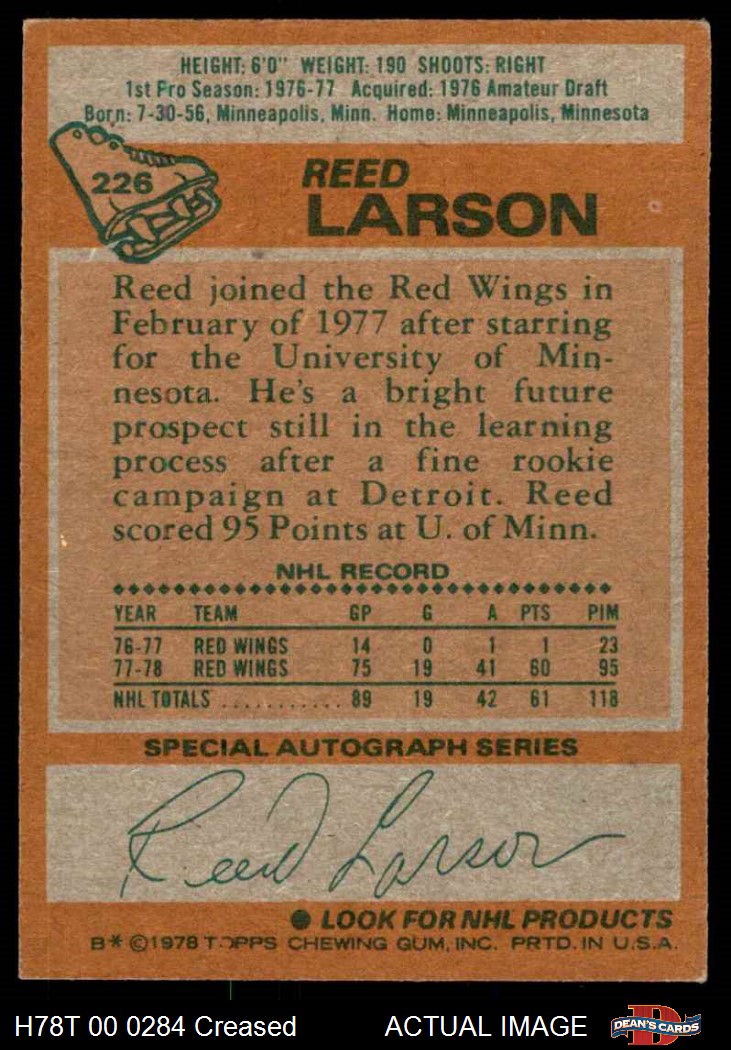 HEIGHT: 6'0" WEIGHT: 190 SHOOTS: RIGHT
1st Pro Season: 1976-77 Acquired: 1976 Amateur Draft
Born: 7-30-56, Minneapolis, Minn. Home: Minneapolis, Minnesota
226
REED
LARSON
Reed joined the Red Wings in
February of 1977 after starring
for the University of Min-
nesota. He's a bright future
prospect still in the learning
process after a fine rookie
campaign at Detroit. Reed
scored 95 Points at U. of Minn.
NHL RECORD
YEAR TEAM GP G A PTS PIM
76-77 RED WINGS 14 0 1 1 23
77-78 RED WINGS 75 19 41 60 95
NHL TOTALS ........... 89 19 42 61 118
SPECIAL AUTOGRAPH SERIES
Reed Larson
● LOOK FOR NHL PRODUCTS
B* ©1978 TOPPS CHEWING GUM, INC. PRTD. IN U.S.A.
H78T 00 0284 Creased ACTUAL IMAGE
D
DEAN'S CARDS